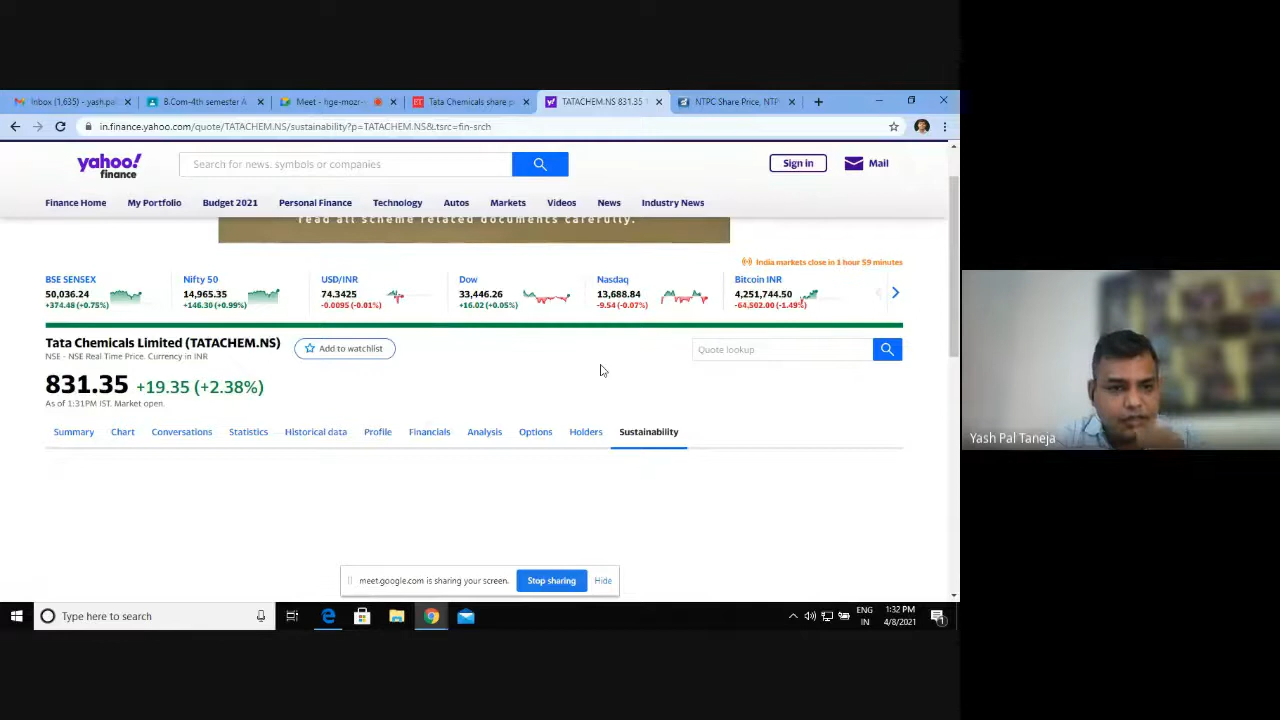 Inbox (1,635) - yash.pal
B.Com-4th semester A
Meet - hge-mozr-
Tata Chemicals share p
TATACHEM.NS 831.35
NTPC Share Price, NTP
in.finance.yahoo.com/quote/TATACHEM.NS/sustainability?p=TATACHEM.NS&.tsrc=fin-srch
yahoo!
finance
Search for news, symbols or companies
Sign in
Mail
Finance Home
My Portfolio
Budget 2021
Personal Finance
Technology
Autos
Markets
Videos
News
Industry News
read all scheme related documents carefully.
India markets close in 1 hour 59 minutes
BSE SENSEX
50,036.24
+374.48 (+0.75%)
Nifty 50
14,965.35
+146.30 (+0.99%)
USD/INR
74.3425
-0.0095 (-0.01%)
Dow
33,446.26
+16.02 (+0.05%)
Nasdaq
13,688.84
-9.54 (-0.07%)
Bitcoin INR
4,251,744.50
-64,502.00 (-1.49%)
Tata Chemicals Limited (TATACHEM.NS)
NSE - NSE Real Time Price. Currency in INR
Add to watchlist
Quote lookup
831.35 +19.35 (+2.38%)
As of 1:31PM IST. Market open.
Summary
Chart
Conversations
Statistics
Historical data
Profile
Financials
Analysis
Options
Holders
Sustainability
Yash Pal Taneja
meet.google.com is sharing your screen.
Stop sharing
Hide
Type here to search
ENG
IN
1:32 PM
4/8/2021
1